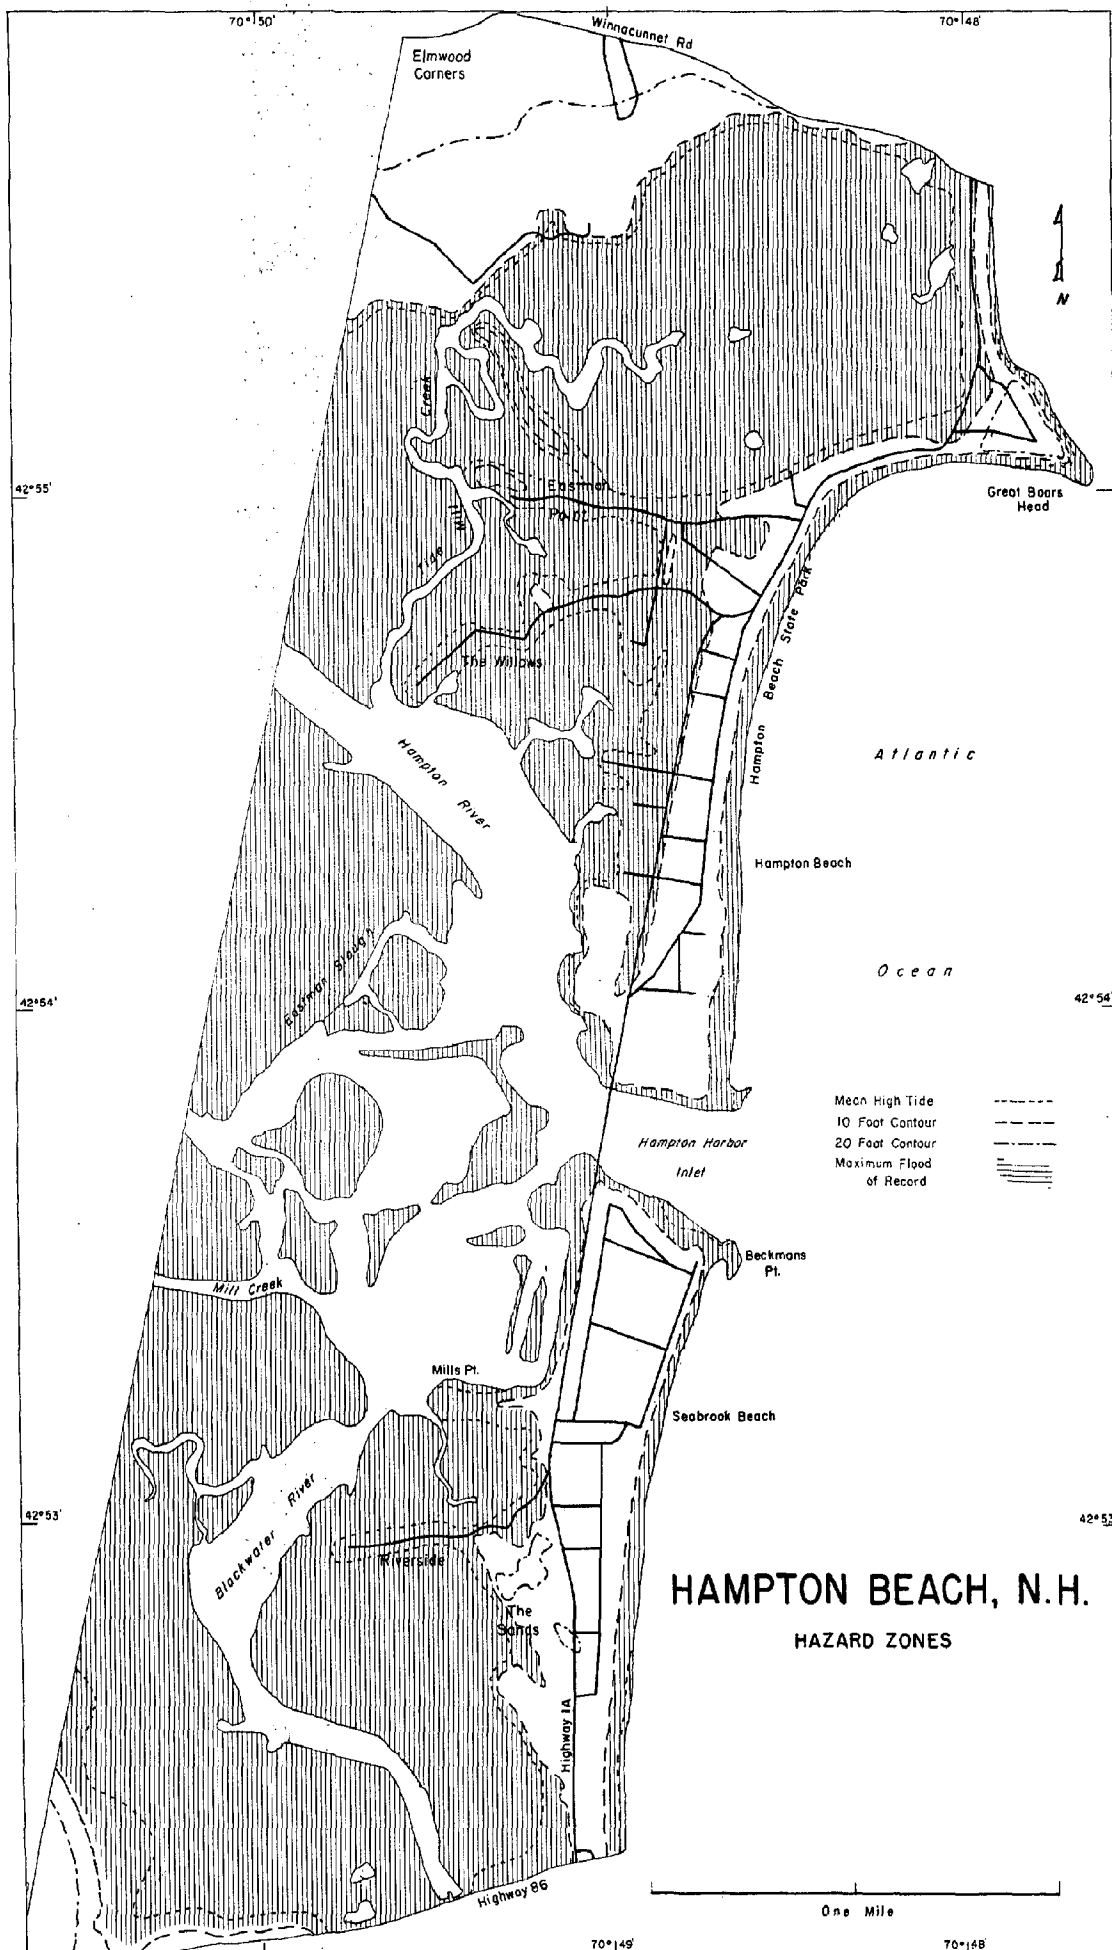 70°50'
70°48'
Winnacunnet Rd
Elmwood
Corners
N
Creek
Mill
Tide
42°55'
Eastman
Point
Great Boars
Head
The Willows
Hampton Beach State Park
Hampton River
Atlantic
Hampton Beach
Eastman Slough
Ocean
42°54'
42°54'
Mean High Tide
10 Foot Contour
20 Foot Contour
Maximum Flood
of Record
Hampton Harbor
Inlet
Beckmans
Pt.
Mill Creek
Mills Pt.
Seabrook Beach
Blackwater River
42°53'
42°53'
Riverside
The
Sands
HAMPTON BEACH, N.H.
HAZARD ZONES
Highway 1A
Highway 86
One Mile
70°49'
70°48'